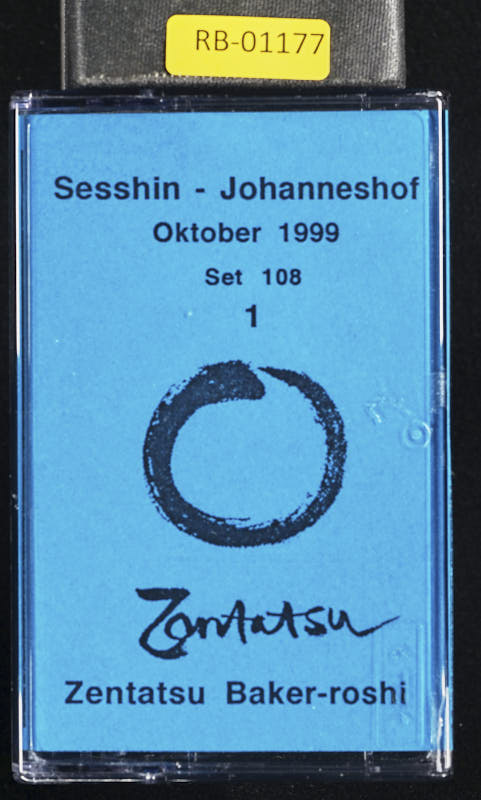 RB-01177
Sesshin - Johanneshof
Oktober 1999
Set 108
1
Zentatsu
Zentatsu Baker-roshi